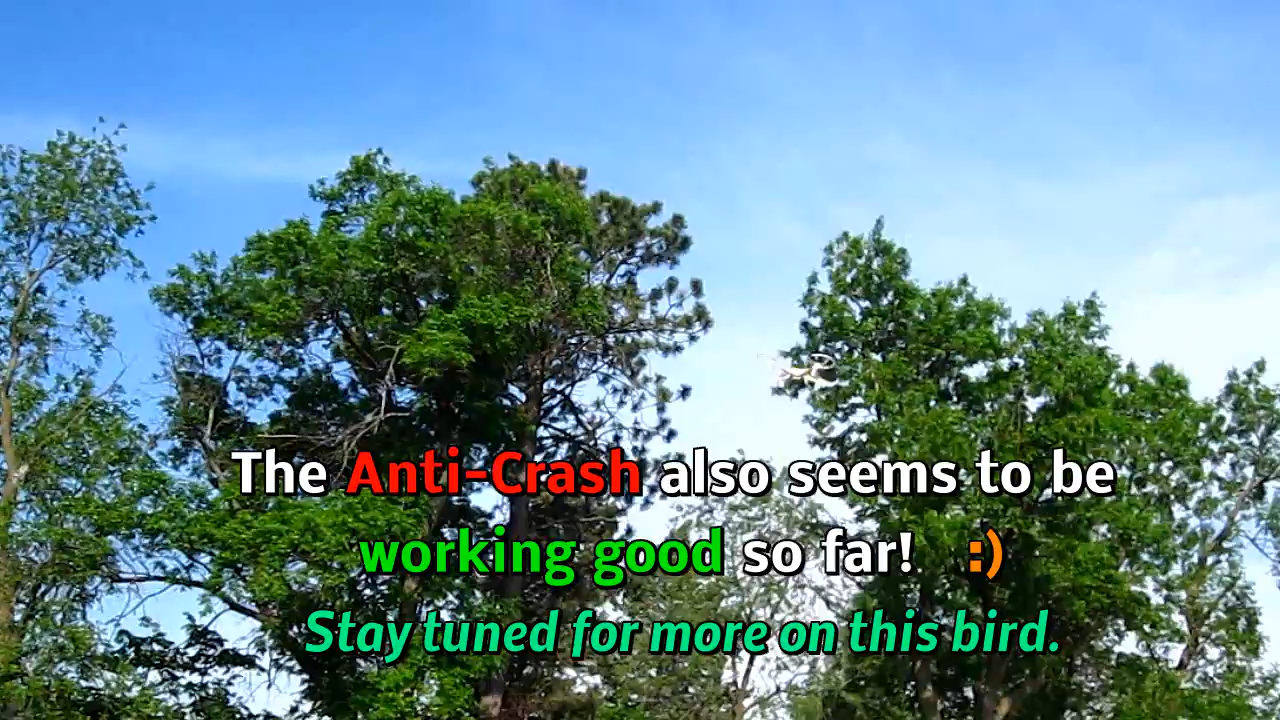 The Anti-Crash also seems to be
working good so far! :)
Stay tuned for more on this bird.